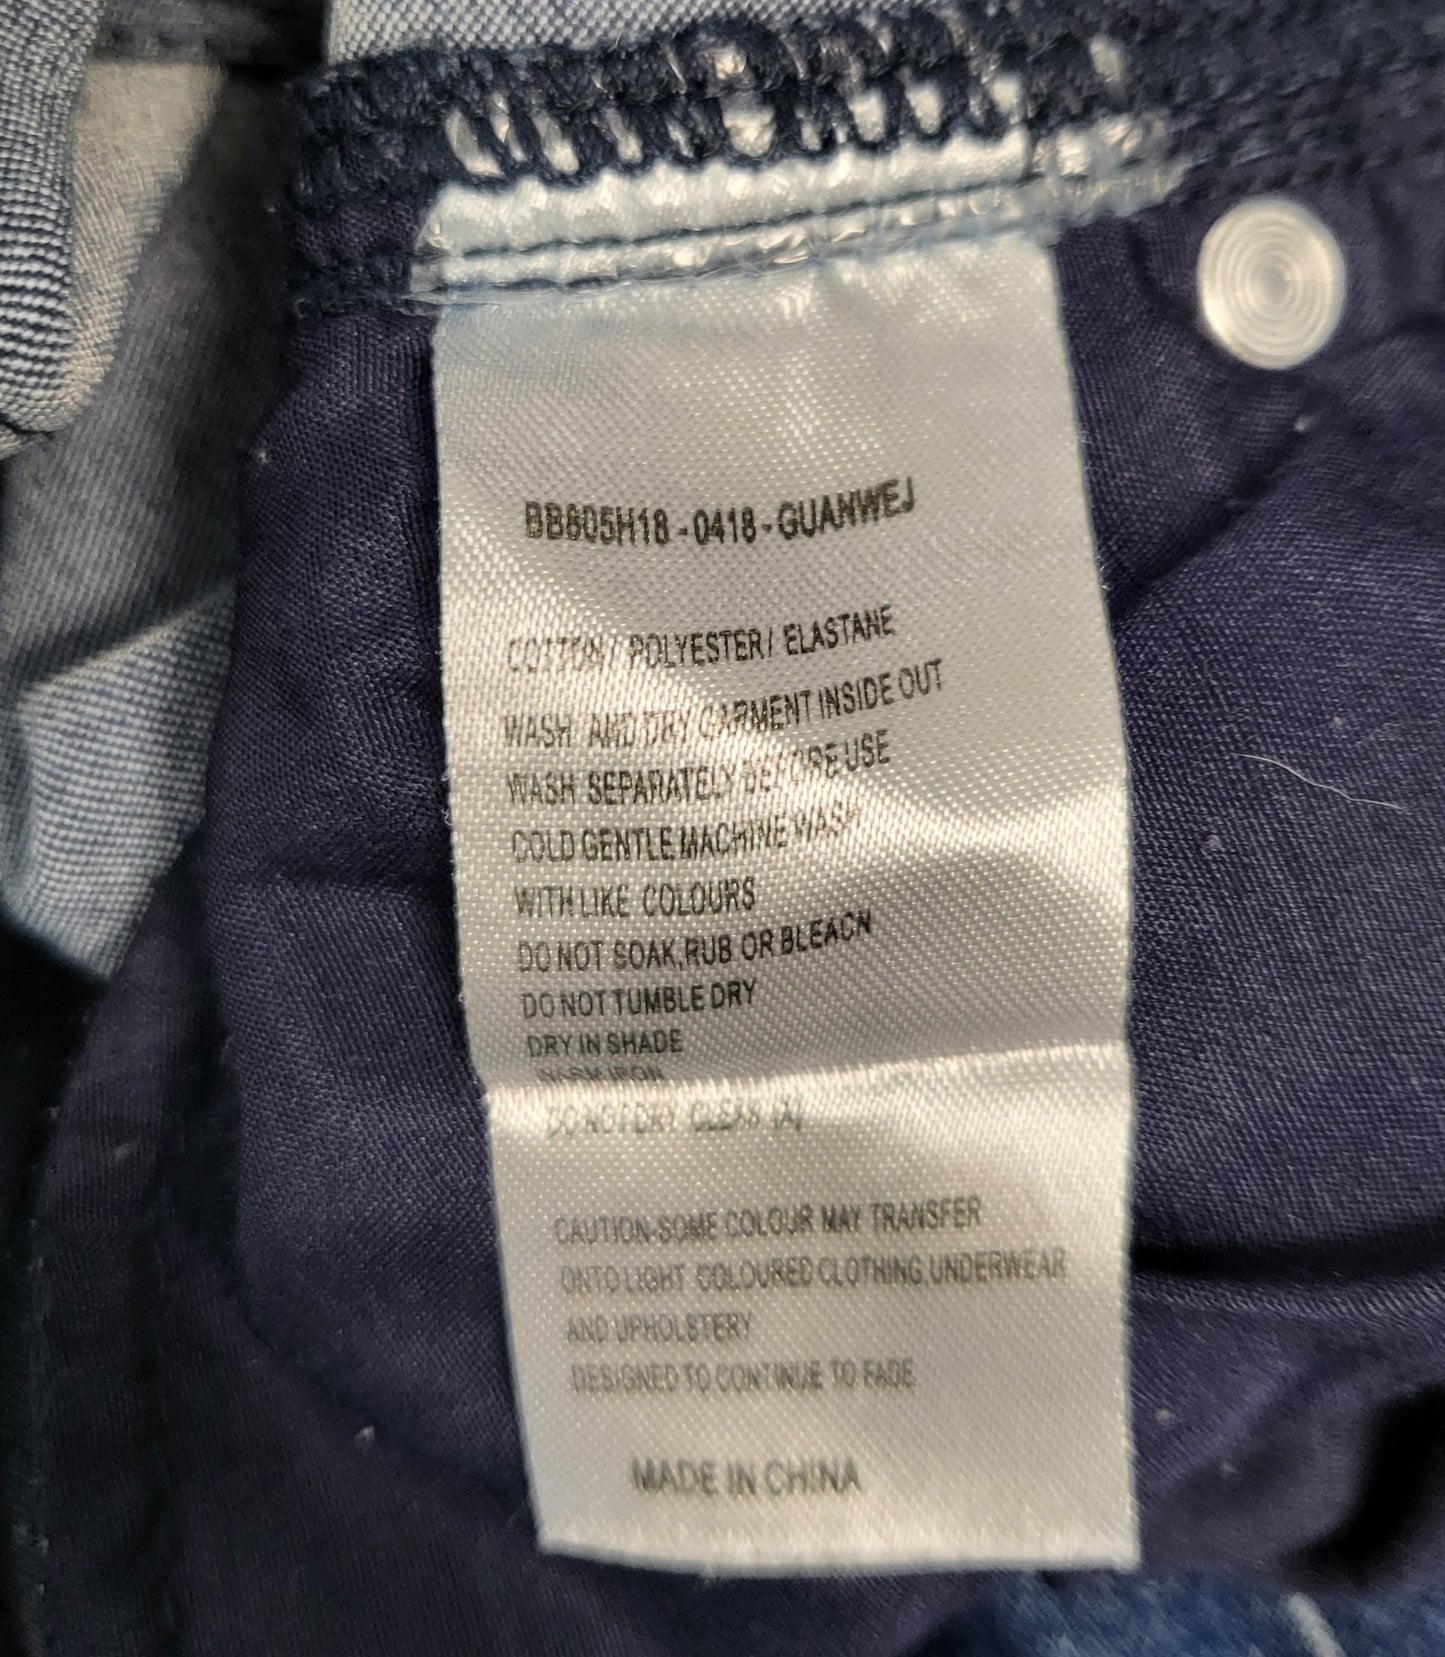 BB805H18-0418-GUANWEJ
COTTON/ POLYESTER/ ELASTANE
WASH AND DRY GARMENT INSIDE OUT
WASH SEPARATELY BEFORE USE
COLD GENTLE MACHINE WASH
WITH LIKE COLOURS
DO NOT SOAK,RUB OR BLEACH
DO NOT TUMBLE DRY
DRY IN SHADE
WARM IRON
DO NOT DRY CLEAN (X)
CAUTION-SOME COLOUR MAY TRANSFER
ONTO LIGHT COLOURED CLOTHING,UNDERWEAR
AND UPHOLSTERY
DESIGNED TO CONTINUE TO FADE
MADE IN CHINA